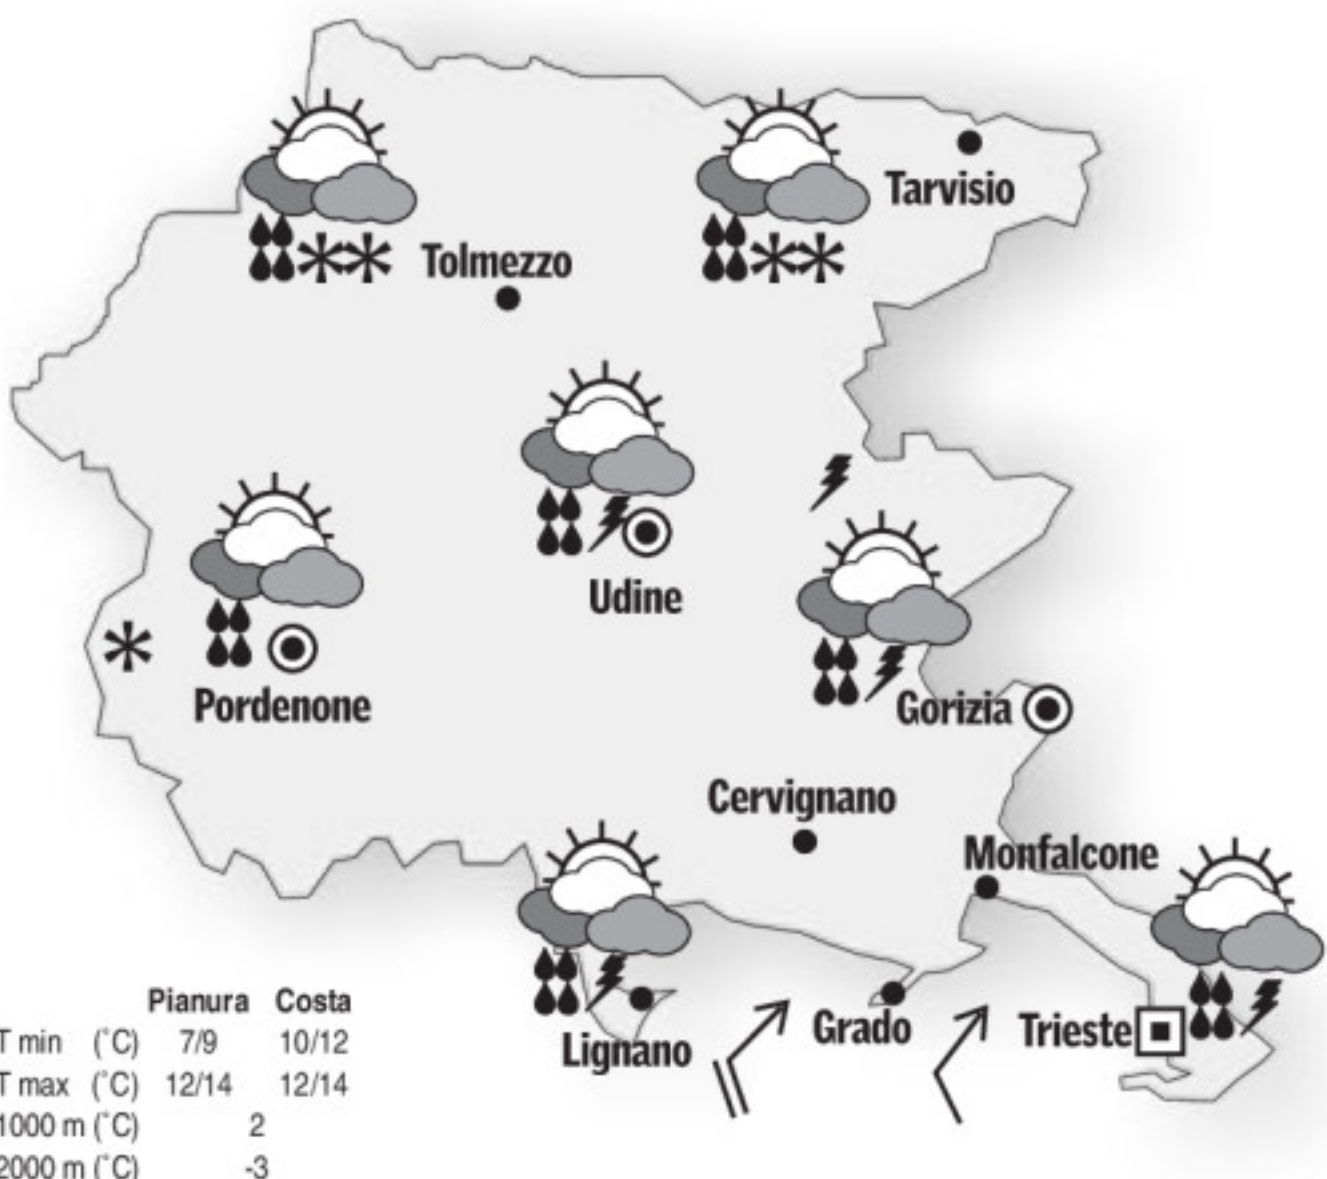 Tarvisio
Tolmezzo
Udine
Pordenone
Gorizia
Cervignano
Monfalcone
Grado
Trieste
Lignano
Pianura Costa
T min (°C) 7/9 10/12
T max (°C) 12/14 12/14
1000 m (°C) 2
2000 m (°C) -3